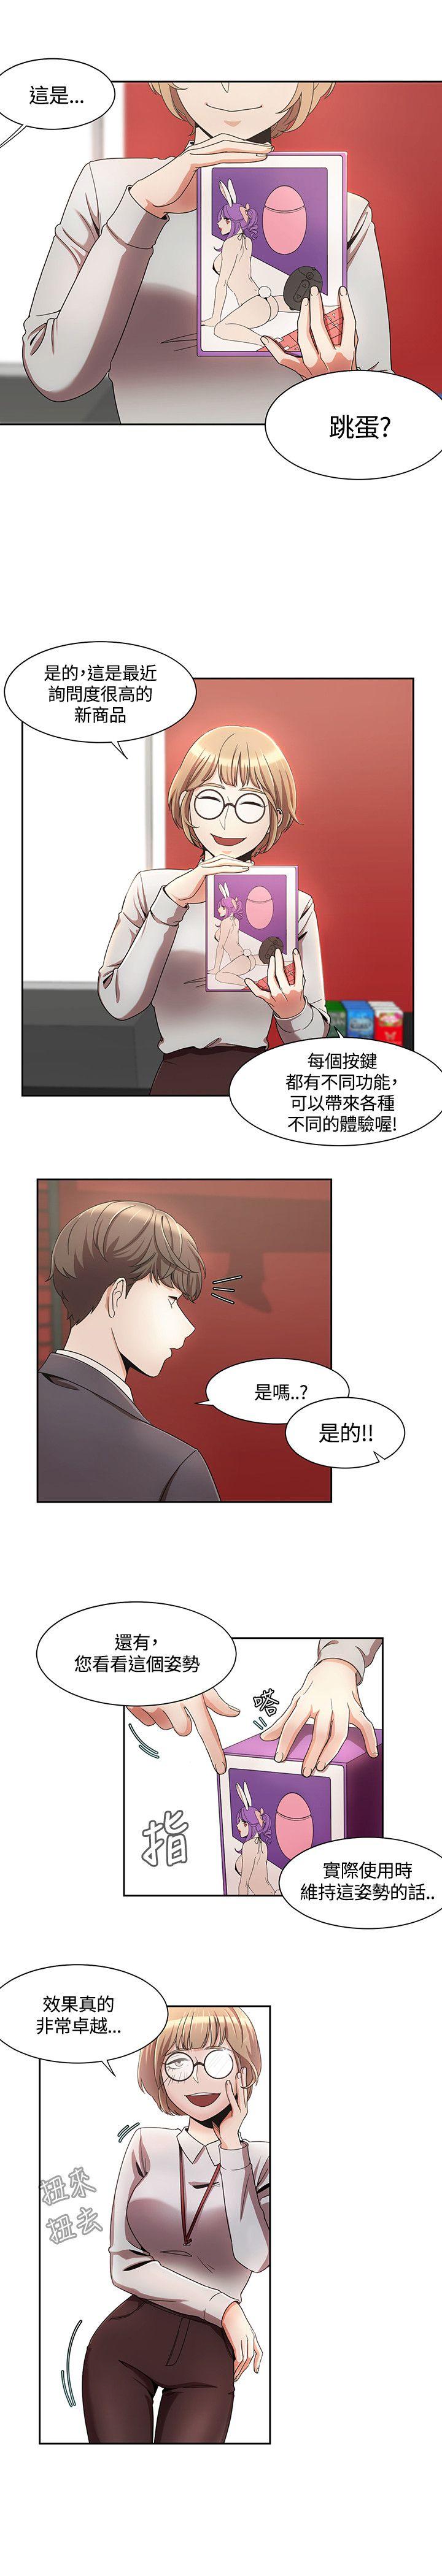 這是...
跳蛋?
是的，這是最近
詢問度很高的
新商品
每個按鍵
都有不同功能，
可以帶來各種
不同的體驗喔!
是嗎..?
是的!!
還有，
您看看這個姿勢
嗒
指
實際使用時
維持這姿勢的話..
效果真的
非常卓越...
扭來
扭去